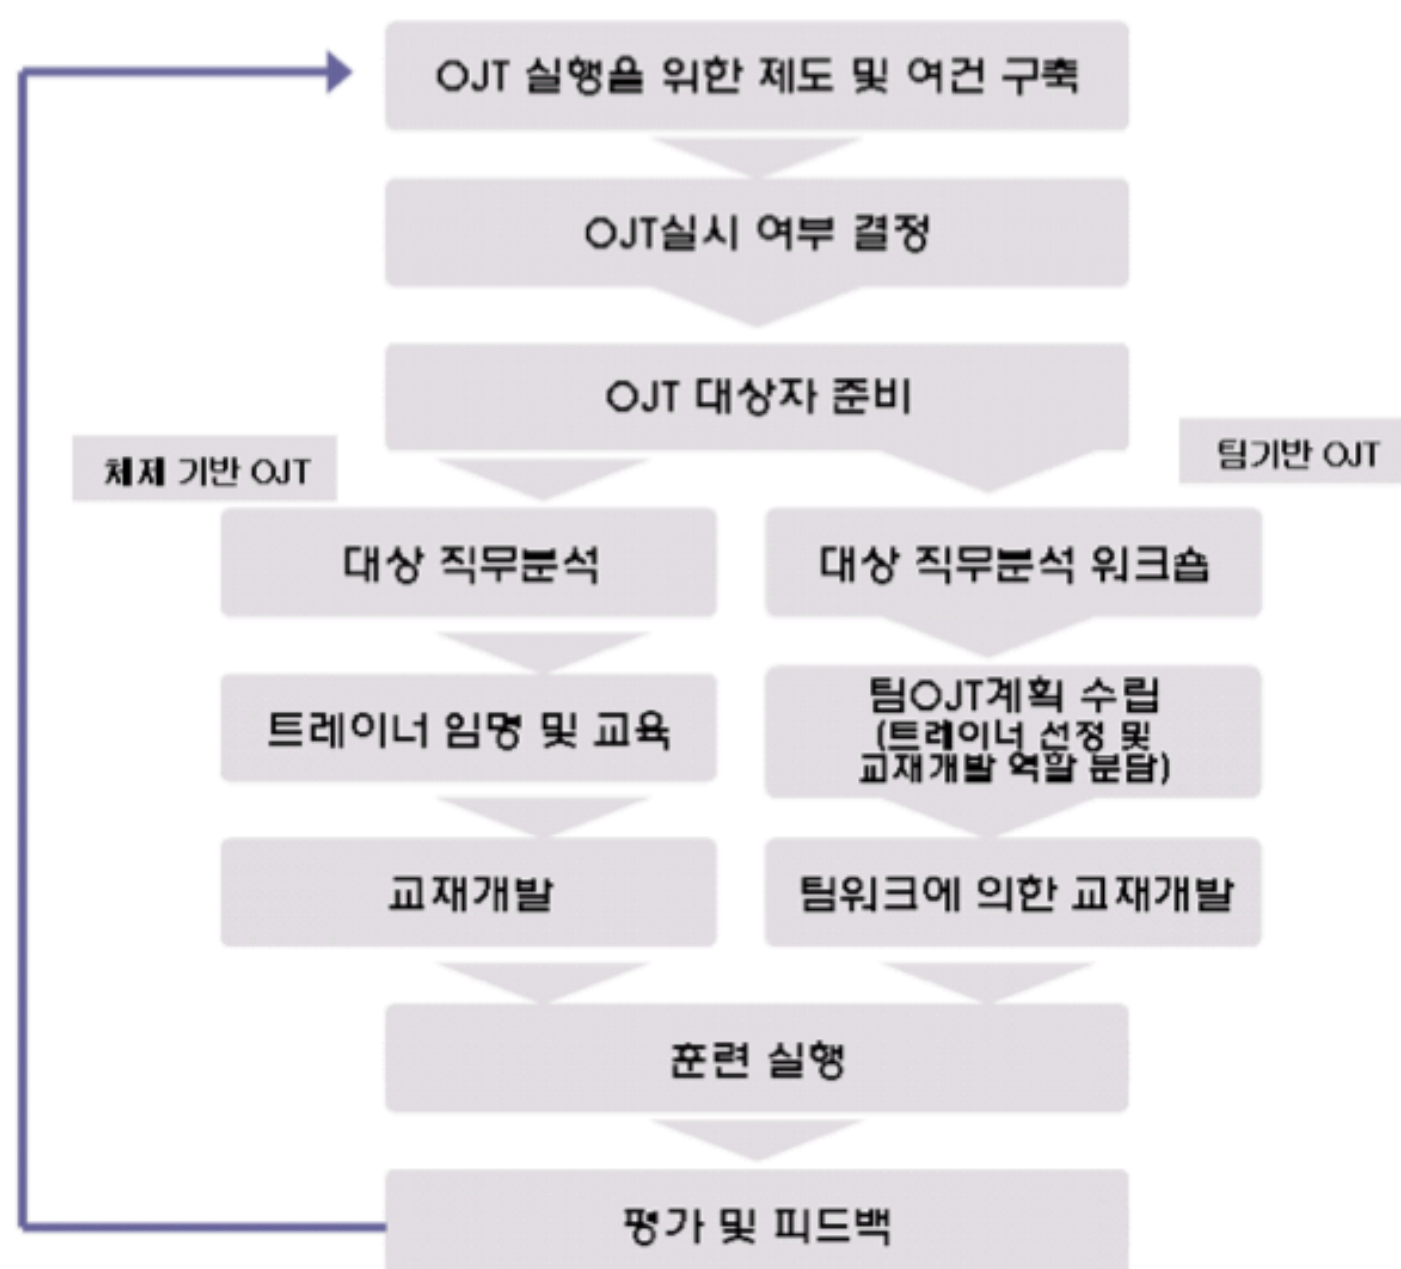 OJT 실행을 위한 제도 및 여건 구축
OJT실시 여부 결정
OJT 대상자 준비
체제 기반 OJT
팀기반 OJT
대상 직무분석
대상 직무분석 워크숍
트레이너 임명 및 교육
팀OJT계획 수립
(트레이너 선정 및
교재개발 역할 분담)
교재개발
팀워크에 의한 교재개발
훈련 실행
평가 및 피드백